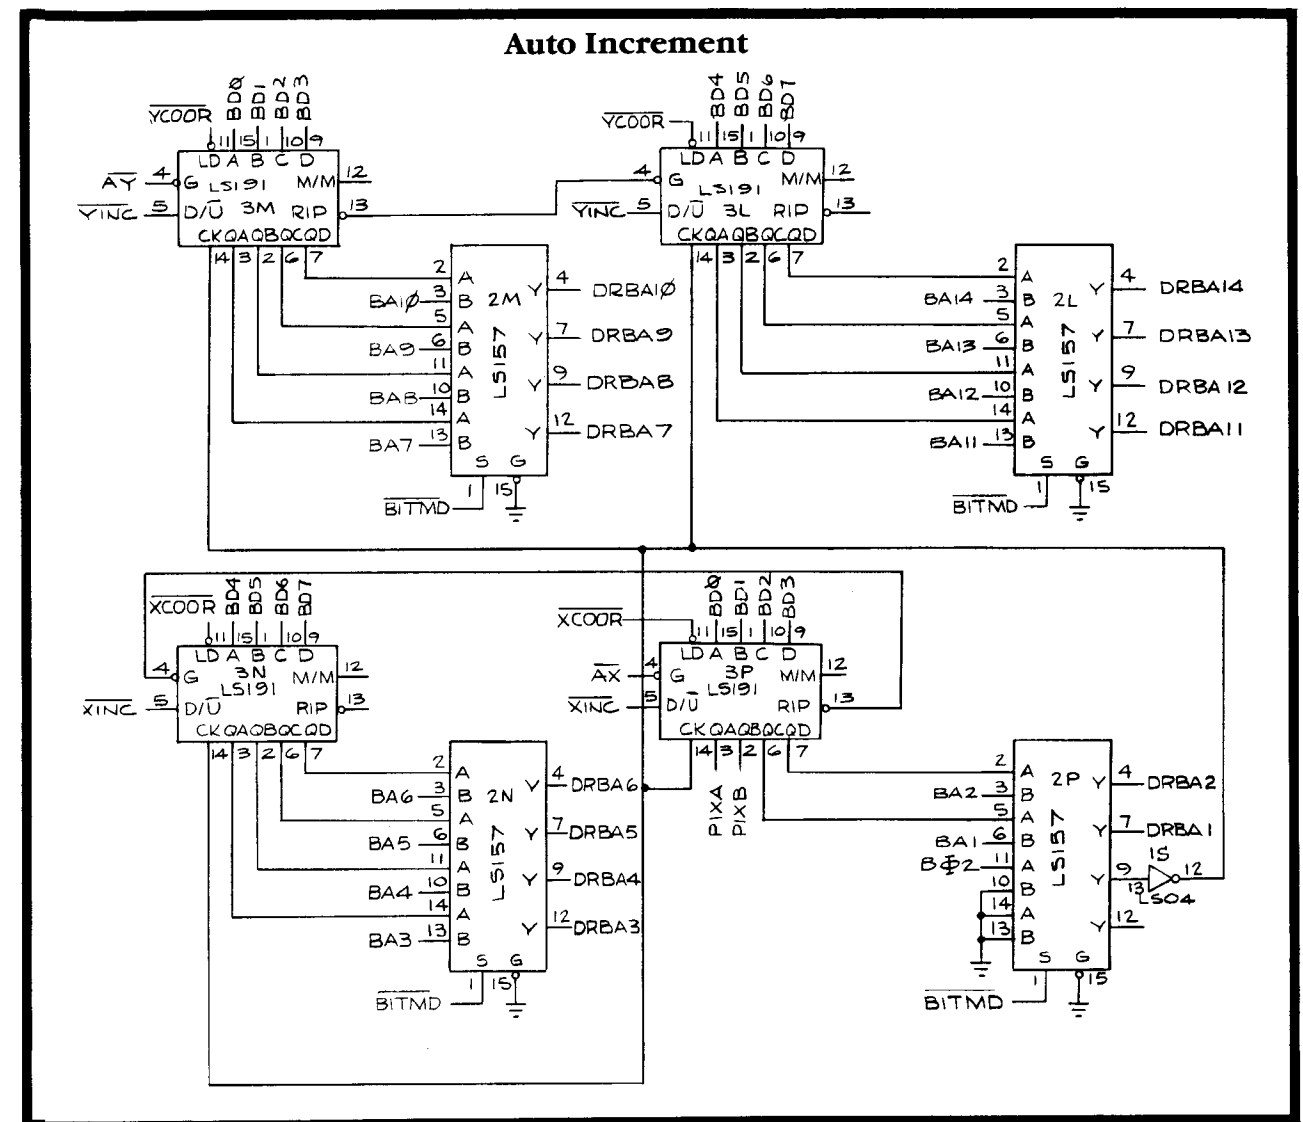 Auto Increment
YCOOR BD0 BD1 BD2 BD3
11 15 1 10 9
LD A B C D
AY 4 G LS191 M/M 12
YINC 5 D/U 3M RIP 13
CK QA QB QC QD
14 3 2 6 7
YCOOR BD4 BD5 BD6 BD7
11 15 1 10 9
LD A B C D
4 G LS191 M/M 12
YINC 5 D/U 3L RIP 13
CK QA QB QC QD
14 3 2 6 7
2 A
BA10 3 B 2M Y 4 DRBA10
5 A
BA9 6 B Y 7 DRBA9
11 A LS157
BA8 10 B Y 9 DRBA8
14 A
BA7 13 B Y 12 DRBA7
S G
BITMD 1 15
2 A
BA14 3 B 2L Y 4 DRBA14
5 A
BA13 6 B Y 7 DRBA13
11 A LS157
BA12 10 B Y 9 DRBA12
14 A
BA11 13 B Y 12 DRBA11
S G
BITMD 1 15
XCOOR BD4 BD5 BD6 BD7
11 15 1 10 9
LD A B C D
4 G 3N M/M 12
LS191
XINC 5 D/U RIP 13
CK QA QB QC QD
14 3 2 6 7
XCOOR BD0 BD1 BD2 BD3
11 15 1 10 9
LD A B C D
AX 4 G 3P M/M 12
LS191
XINC 5 D/U RIP 13
CK QA QB QC QD
14 3 2 6 7
PIXA PIXB
2 A
BA6 3 B 2N Y 4 DRBA6
5 A
BA5 6 B Y 7 DRBA5
11 A LS157
BA4 10 B Y 9 DRBA4
14 A
BA3 13 B Y 12 DRBA3
S G
BITMD 1 15
2 A
BA2 3 B 2P Y 4 DRBA2
5 A
BA1 6 B Y 7 DRBA1
BΦ2 11 A LS157
10 B Y 9 13 1S 12
LS04
14 A
13 B Y 12
S G
BITMD 1 15